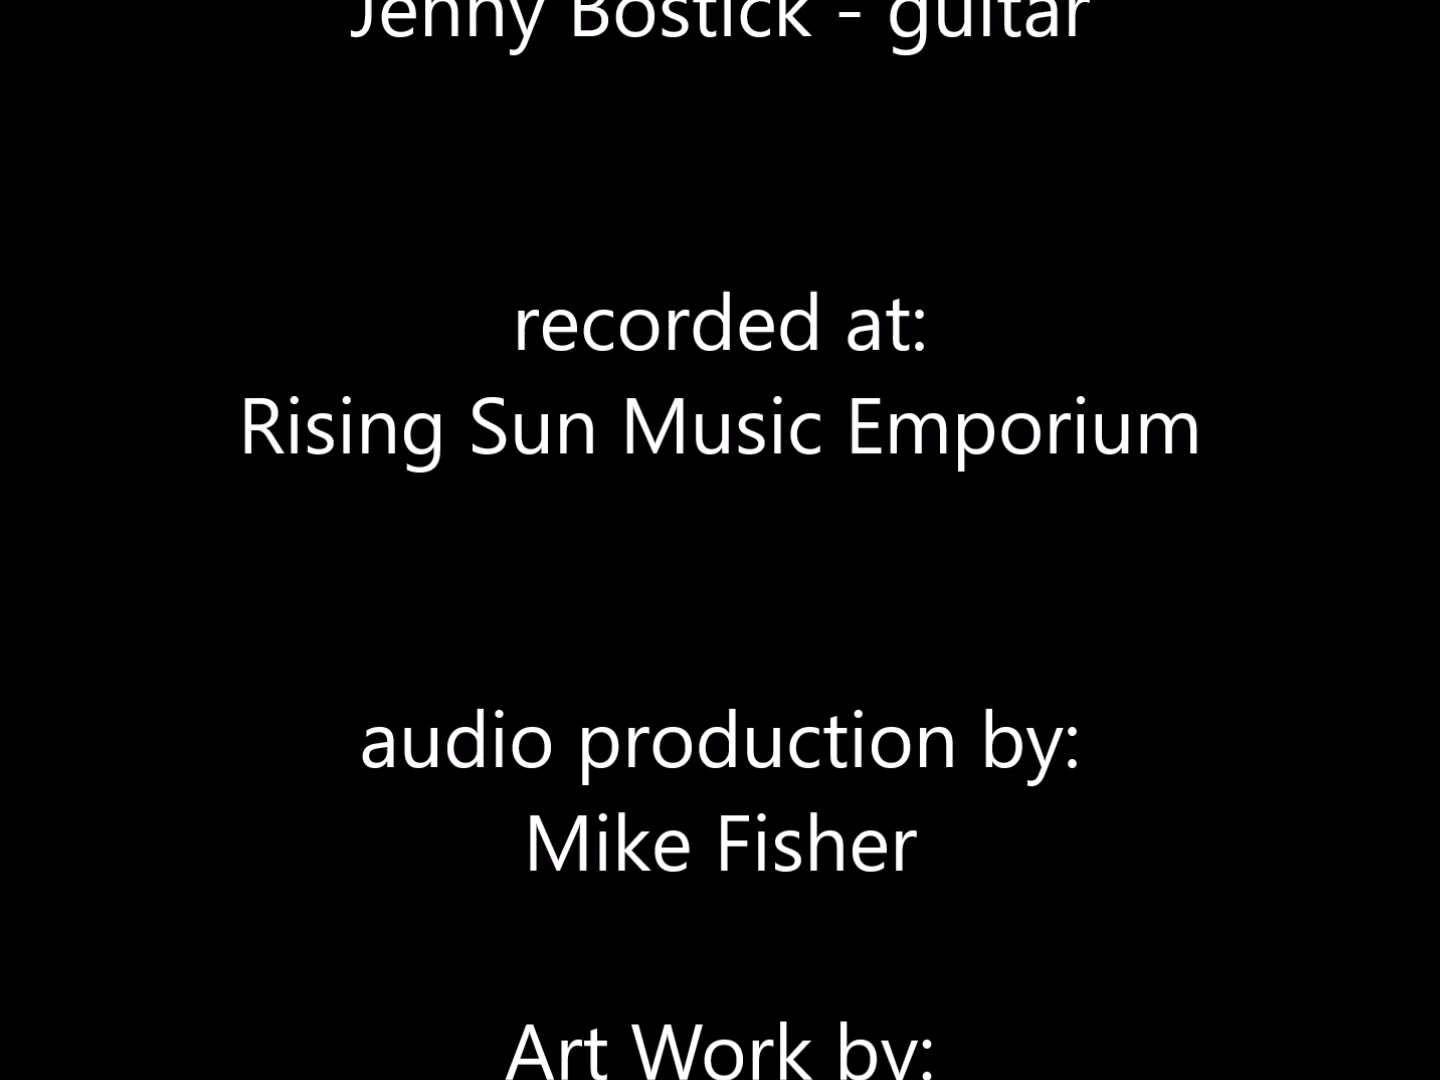 Jenny Bostick - guitar
recorded at:
Rising Sun Music Emporium
audio production by:
Mike Fisher
Art Work by: